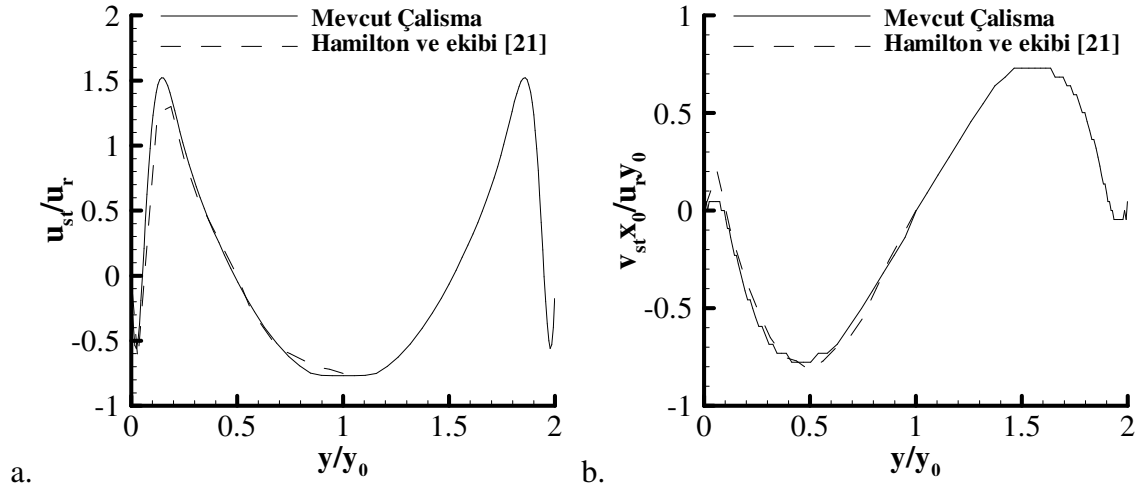 Mevcut Çalisma
Hamilton ve ekibi [21]
2
1.5
1
0.5
0
-0.5
-1
u_st/u_r
0
0.5
1
1.5
2
y/y_0
a.
Mevcut Çalisma
Hamilton ve ekibi [21]
1
0.5
0
-0.5
-1
v_st x_0/u_r y_0
0
0.5
1
1.5
2
y/y_0
b.